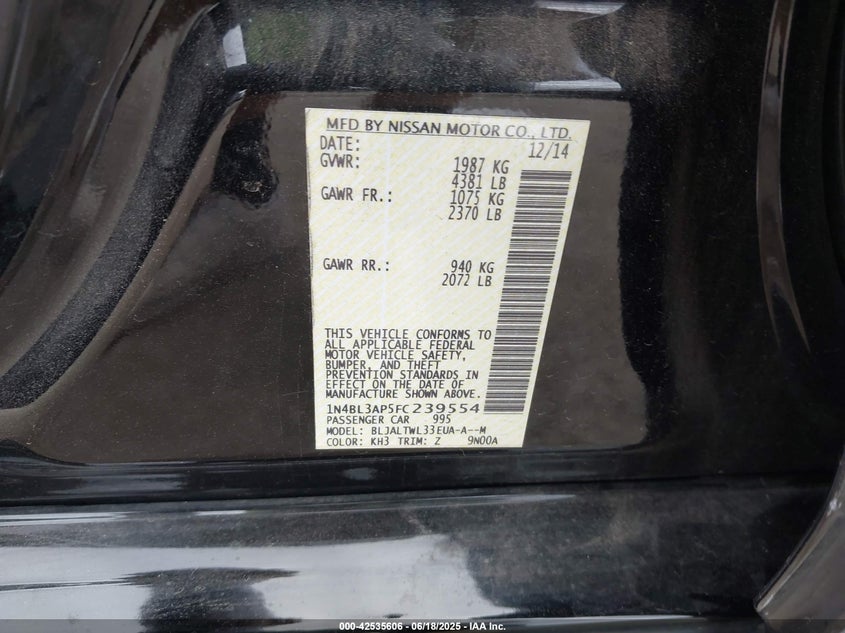 MFD BY NISSAN MOTOR CO., LTD.
DATE: 12/14
GVWR: 1987 KG
4381 LB
GAWR FR.: 1075 KG
2370 LB
GAWR RR.: 940 KG
2072 LB
THIS VEHICLE CONFORMS TO
ALL APPLICABLE FEDERAL
MOTOR VEHICLE SAFETY,
BUMPER, AND THEFT
PREVENTION STANDARDS IN
EFFECT ON THE DATE OF
MANUFACTURE SHOWN ABOVE.
1N4BL3AP5FC239554
PASSENGER CAR 995
MODEL: BLJALTWL33EUA-A--M
COLOR: KH3 TRIM: Z 9N00A
000-42535606 - 06/18/2025 - IAA Inc.